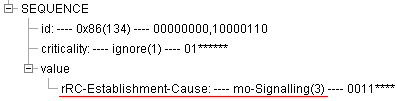 SEQUENCE
id: ---- 0x86(134) ---- 00000000,10000110
criticality: ---- ignore(1) ---- 01******
value
rRC-Establishment-Cause: ---- mo-Signalling(3) ---- 0011****